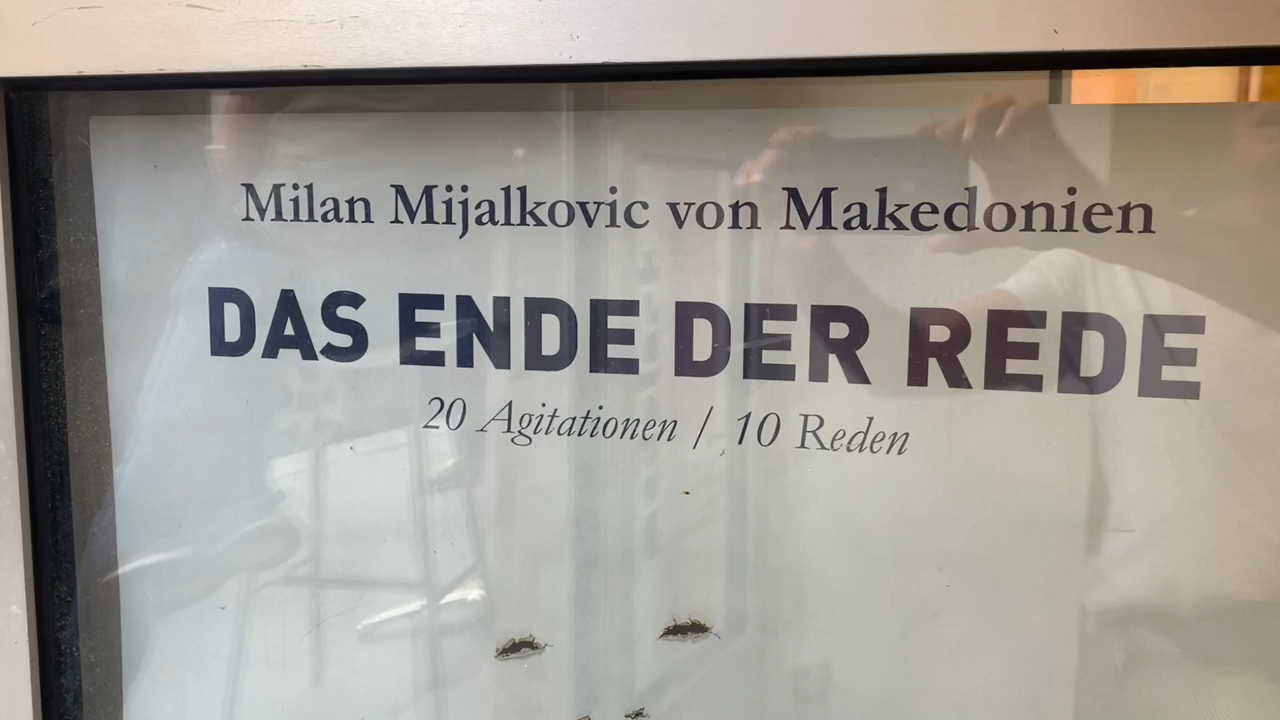 Milan Mijalkovic von Makedonien
DAS ENDE DER REDE
20 Agitationen / 10 Reden